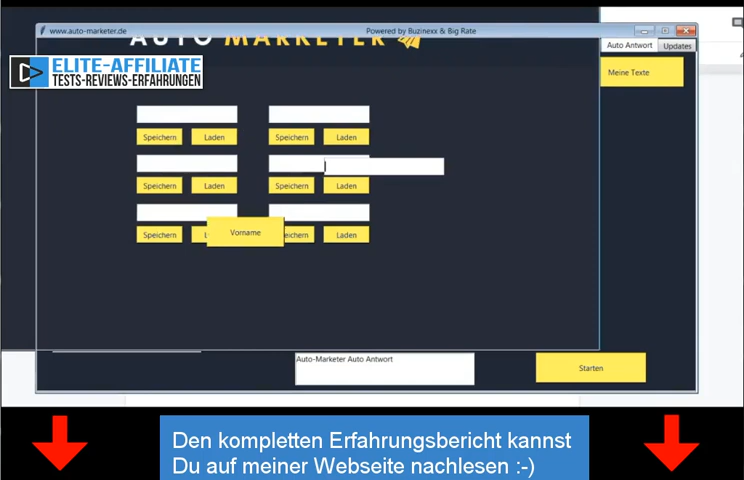 www.auto-marketer.de
Powered by Buzinexx & Big Rate
AUTO MARKETER
Auto Antwort
Updates
ELITE-AFFILIATE
TESTS-REVIEWS-ERFAHRUNGEN
Meine Texte
Speichern Laden Speichern Laden
Speichern Laden Speichern Laden
Speichern Vorname Laden
Auto-Marketer Auto Antwort
Starten
Den kompletten Erfahrungsbericht kannst
Du auf meiner Webseite nachlesen :-)